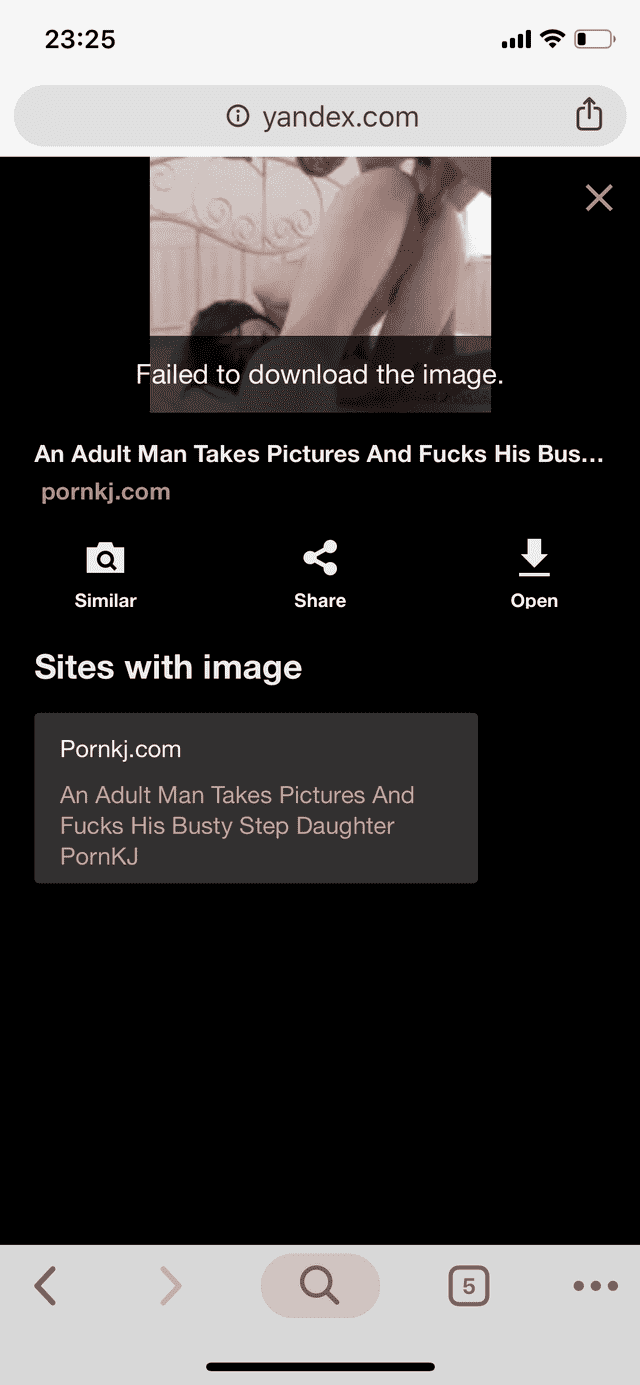 23:25
yandex.com
Failed to download the image.
An Adult Man Takes Pictures And Fucks His Bus...
pornkj.com
Similar
Share
Open
Sites with image
Pornkj.com
An Adult Man Takes Pictures And
Fucks His Busty Step Daughter
PornKJ
5